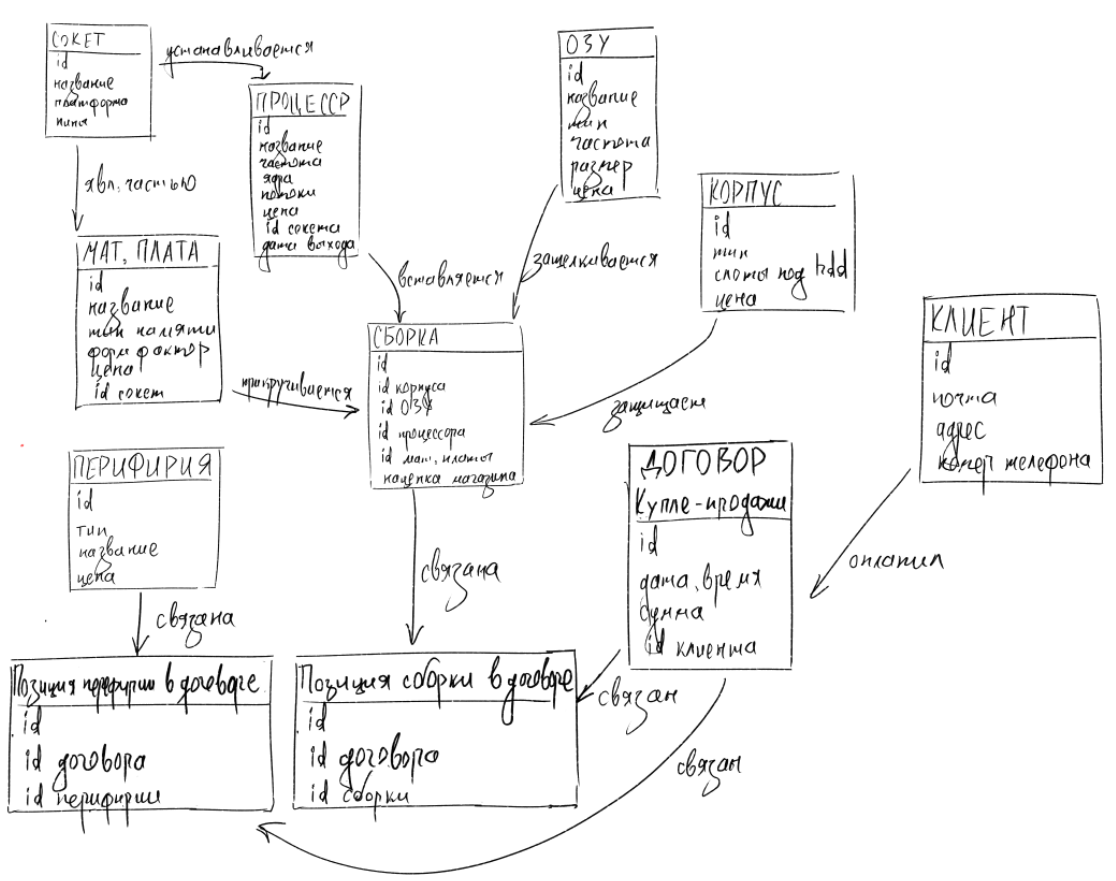 СОКЕТ
id
название
платформа
пины
устанавливается
ПРОЦЕССР
id
название
частота
ядра
потоки
цена
id сокета
дата выхода
ОЗУ
id
название
тип
частота
размер
цена
КОРПУС
id
тип
слоты под hdd
цена
явл. частью
МАТ. ПЛАТА
id
название
тип памяти
форм фактор
цена
id сокет
вставляется
защелкивается
СБОРКА
id
id корпуса
id ОЗУ
id процессора
id мат. платы
наценка магазина
прикручивается
защищает
КЛИЕНТ
id
почта
адрес
номер телефона
ПЕРИФИРИЯ
id
тип
название
цена
ДОГОВОР
Купле-продажи
id
дата, время
сумма
id клиента
оплатил
связана
связана
Позиция перефирии в договоре
id
id договора
id перифирии
Позиция сборки в договоре
id
id договора
id сборки
связан
связан